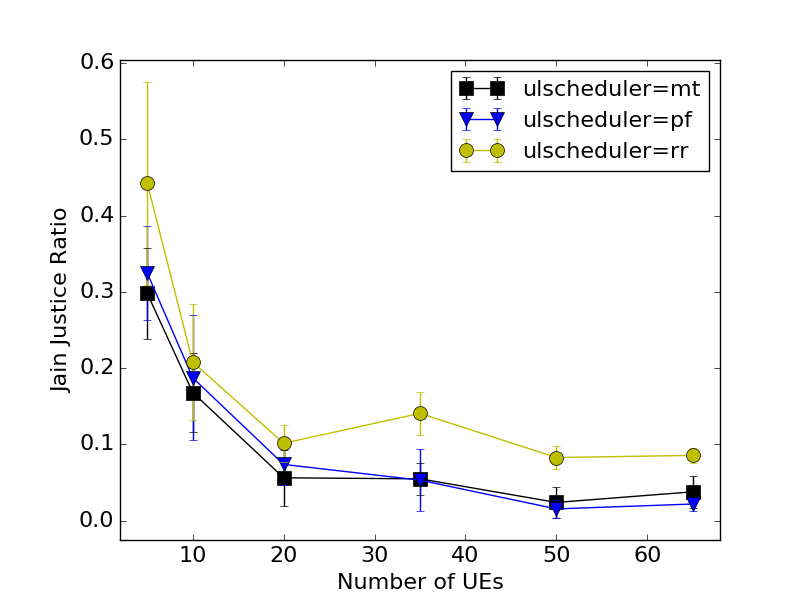 0.6
0.5
0.4
0.3
0.2
0.1
0.0
Jain Justice Ratio
ulscheduler=mt
ulscheduler=pf
ulscheduler=rr
10 20 30 40 50 60
Number of UEs